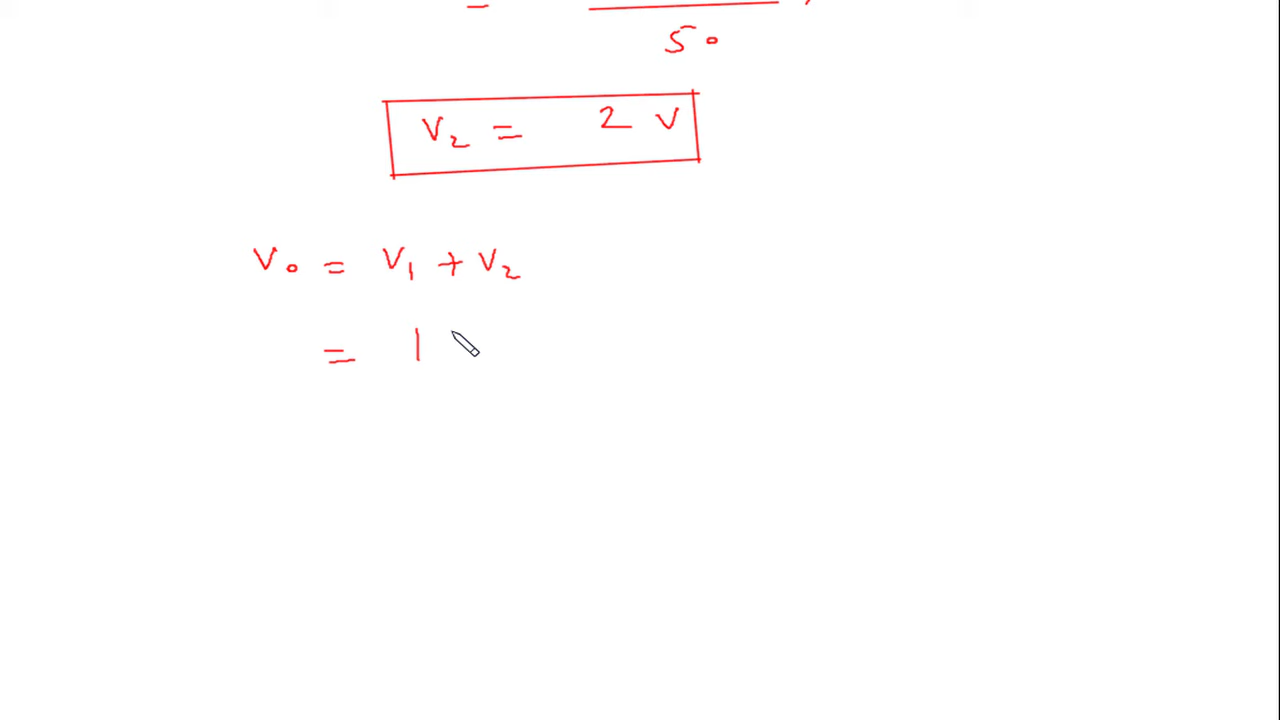 =
50
V₂ = 2 V
V₀ = V₁ + V₂
= 1